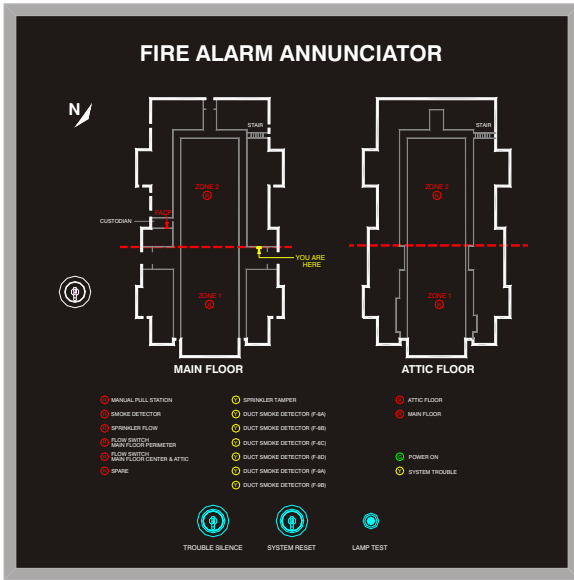 FIRE ALARM ANNUNCIATOR
N
STAIR
STAIR
ZONE 2
R
ZONE 2
R
FACP
CUSTODIAN
YOU ARE
HERE
ZONE 1
R
ZONE 1
R
MAIN FLOOR
ATTIC FLOOR
R MANUAL PULL STATION
R SMOKE DETECTOR
R SPRINKLER FLOW
R FLOW SWITCH
MAIN FLOOR PERIMETER
R FLOW SWITCH
MAIN FLOOR CENTER & ATTIC
R SPARE
Y SPRINKLER TAMPER
Y DUCT SMOKE DETECTOR (F-8A)
Y DUCT SMOKE DETECTOR (F-8B)
Y DUCT SMOKE DETECTOR (F-8C)
Y DUCT SMOKE DETECTOR (F-8D)
Y DUCT SMOKE DETECTOR (F-9A)
Y DUCT SMOKE DETECTOR (F-9B)
R ATTIC FLOOR
R MAIN FLOOR
G POWER ON
Y SYSTEM TROUBLE
TROUBLE SILENCE
SYSTEM RESET
LAMP TEST